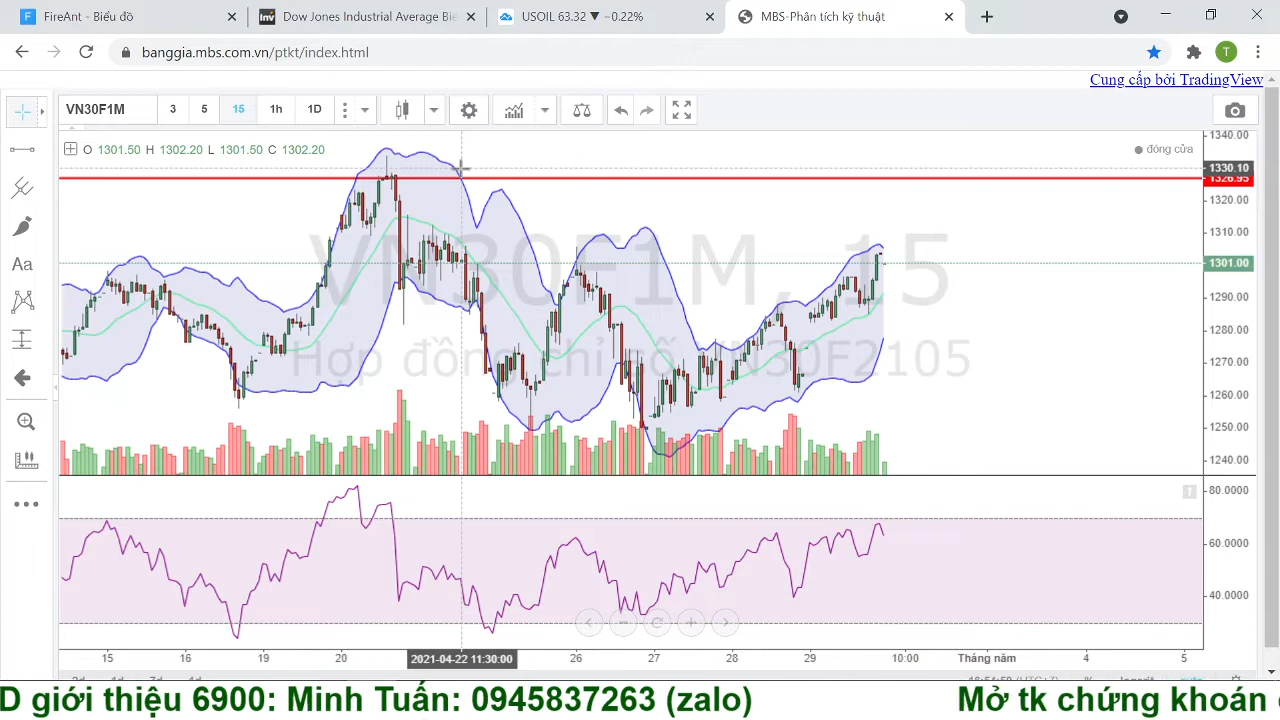 FireAnt - Biểu đồ
Dow Jones Industrial Average Bie
USOIL 63.32 ▼ −0.22%
MBS-Phân tích kỹ thuật
banggia.mbs.com.vn/ptkt/index.html
T
Cung cấp bởi TradingView
VN30F1M 3 5 15 1h 1D
O 1301.50 H 1302.20 L 1301.50 C 1302.20
đóng cửa
Aa
VN30F1M, 15
Hợp đồng chỉ số VN30F2105
1340.00
1330.10
1326.95
1320.00
1310.00
1301.00
1290.00
1280.00
1270.00
1260.00
1250.00
1240.00
80.0000
60.0000
40.0000
15 16 19 20 2021-04-22 11:30:00 26 27 28 29 10:00 Tháng năm 4 5
D giới thiệu 6900: Minh Tuấn: 0945837263 (zalo) Mở tk chứng khoán